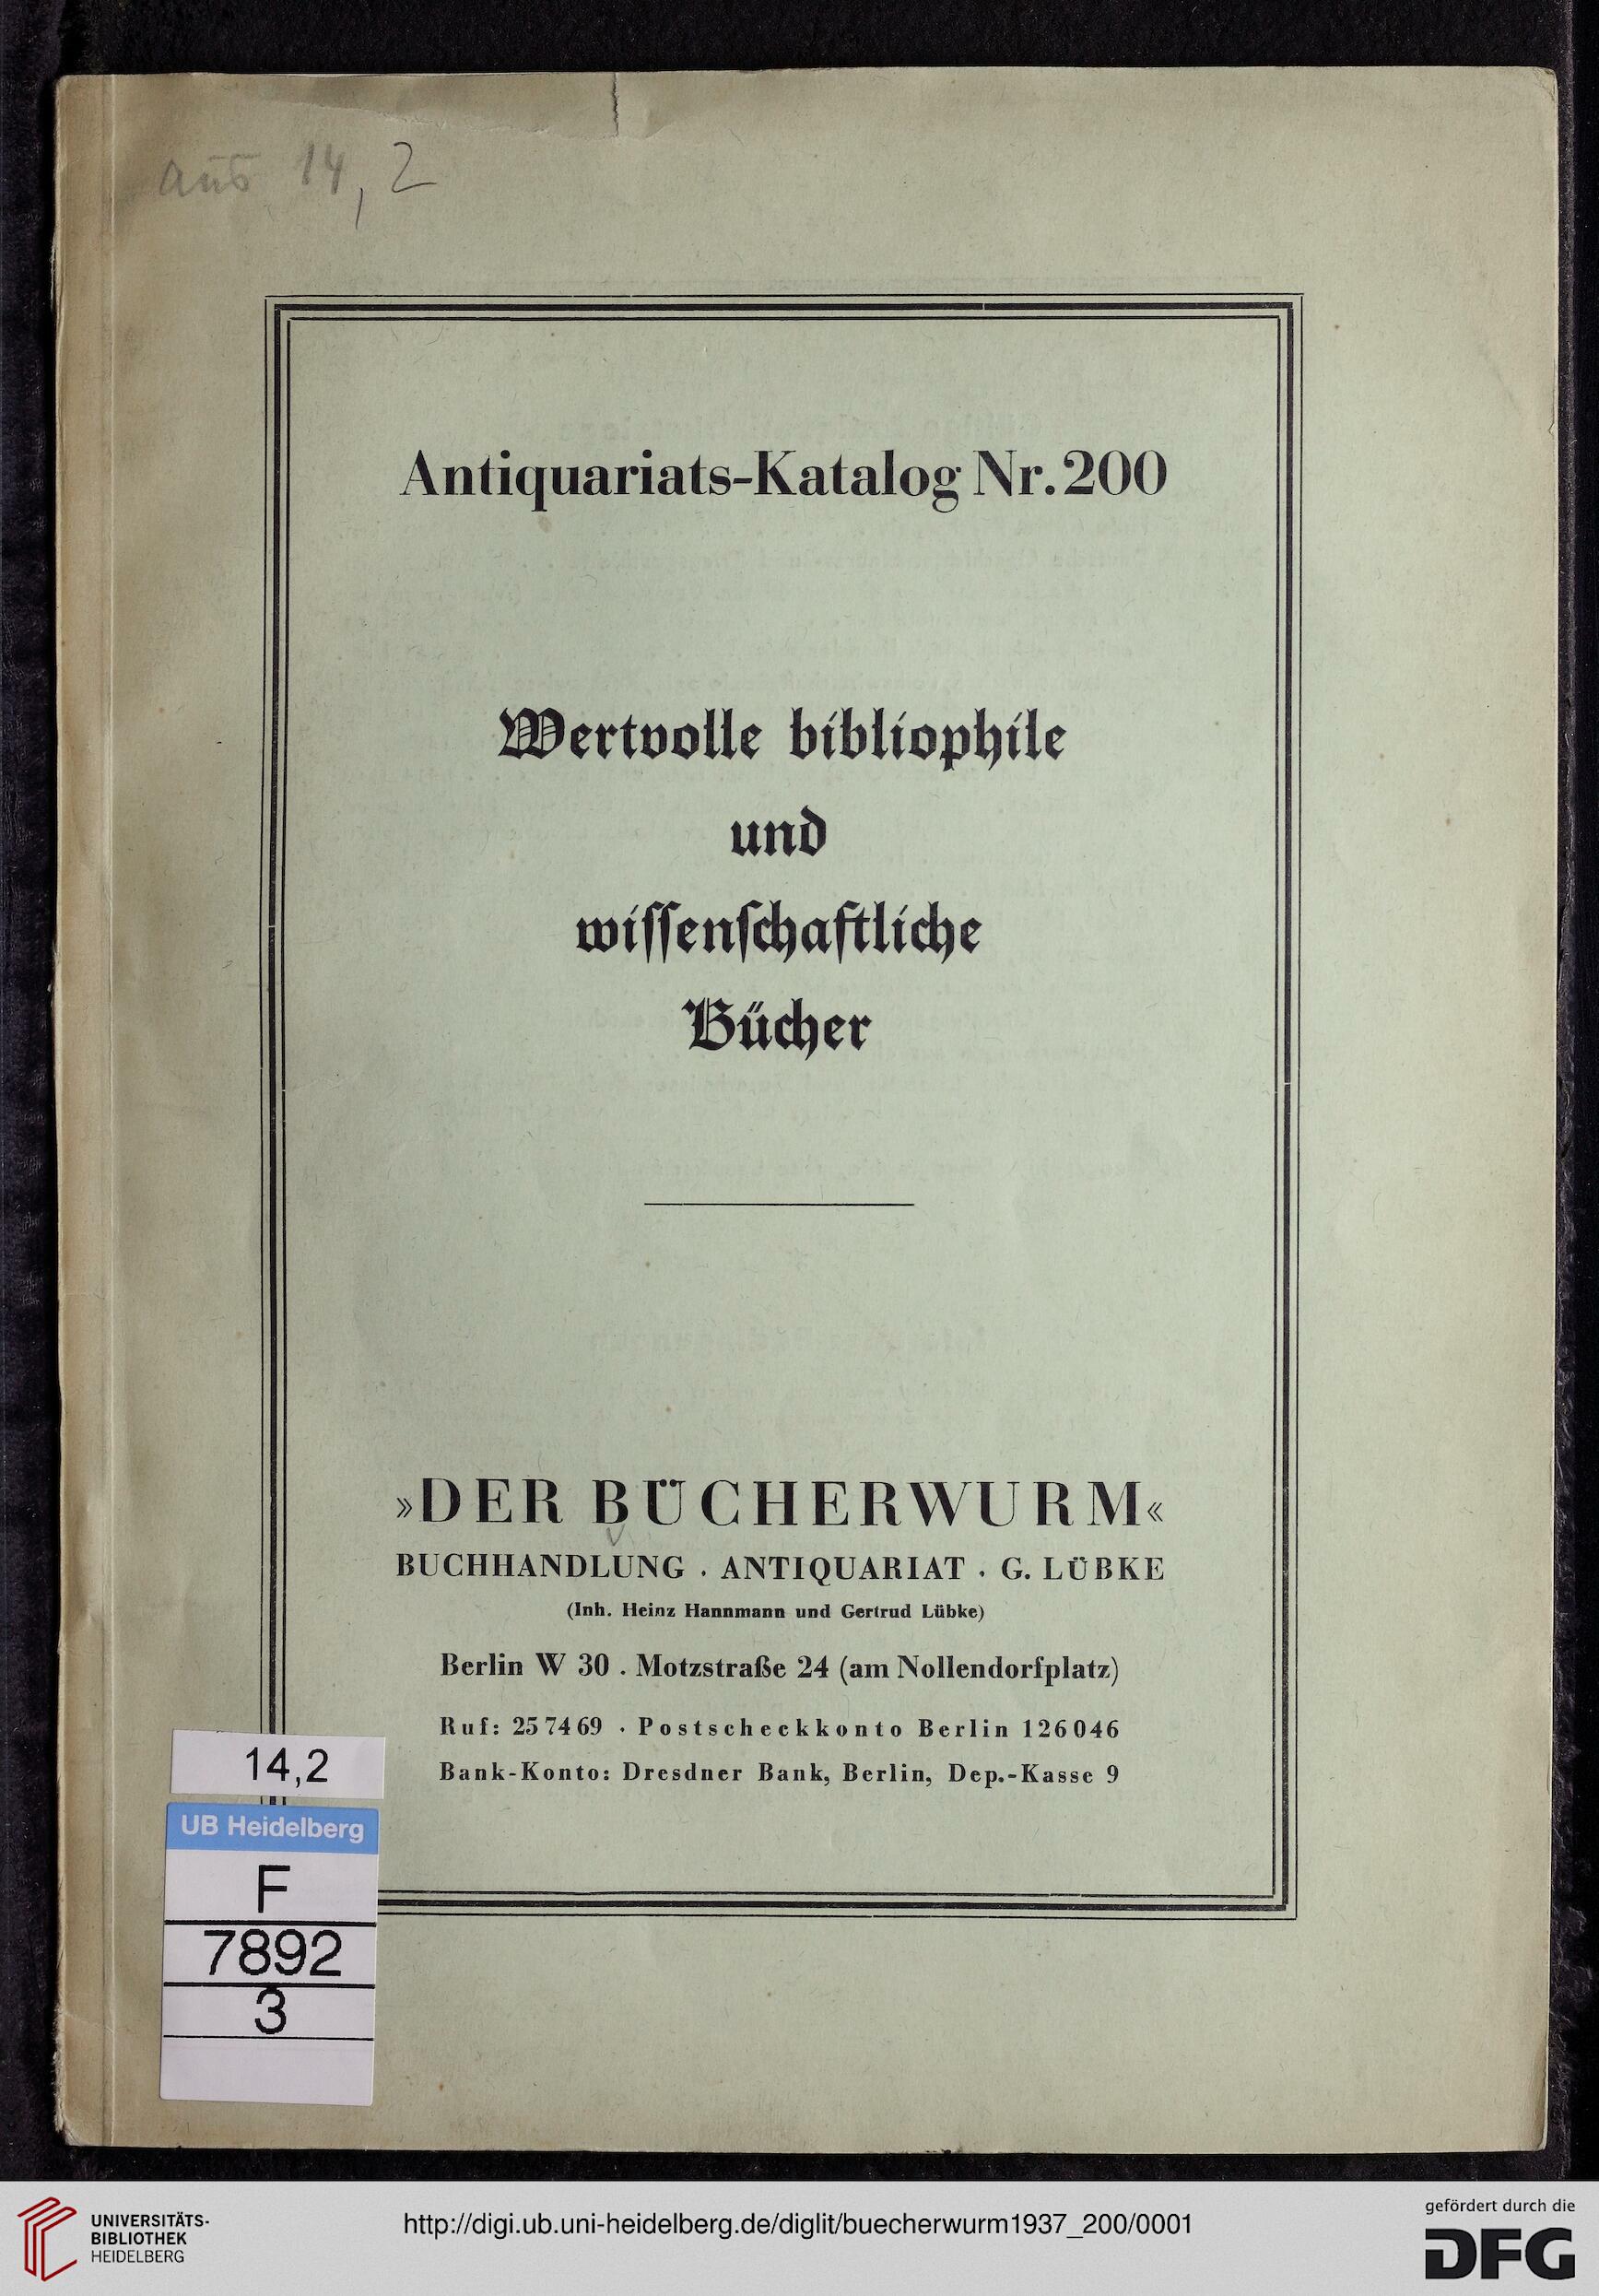 aus 14,2
Antiquariats-Katalog Nr. 200
Wertvolle bibliophile
und
wiſſenſchaftliche
Bücher
»DER BÜCHERWURM«
BUCHHANDLUNG . ANTIQUARIAT . G. LÜBKE
(Inh. Heinz Hannmann und Gertrud Lübke)
Berlin W 30 . Motzstraße 24 (am Nollendorfplatz)
Ruf: 25 74 69 · Postscheckkonto Berlin 126 046
Bank-Konto: Dresdner Bank, Berlin, Dep.-Kasse 9
14,2
UB Heidelberg
F
7892
3
UNIVERSITÄTS-
BIBLIOTHEK
HEIDELBERG
http://digi.ub.uni-heidelberg.de/diglit/buecherwurm1937_200/0001
gefördert durch die
DFG